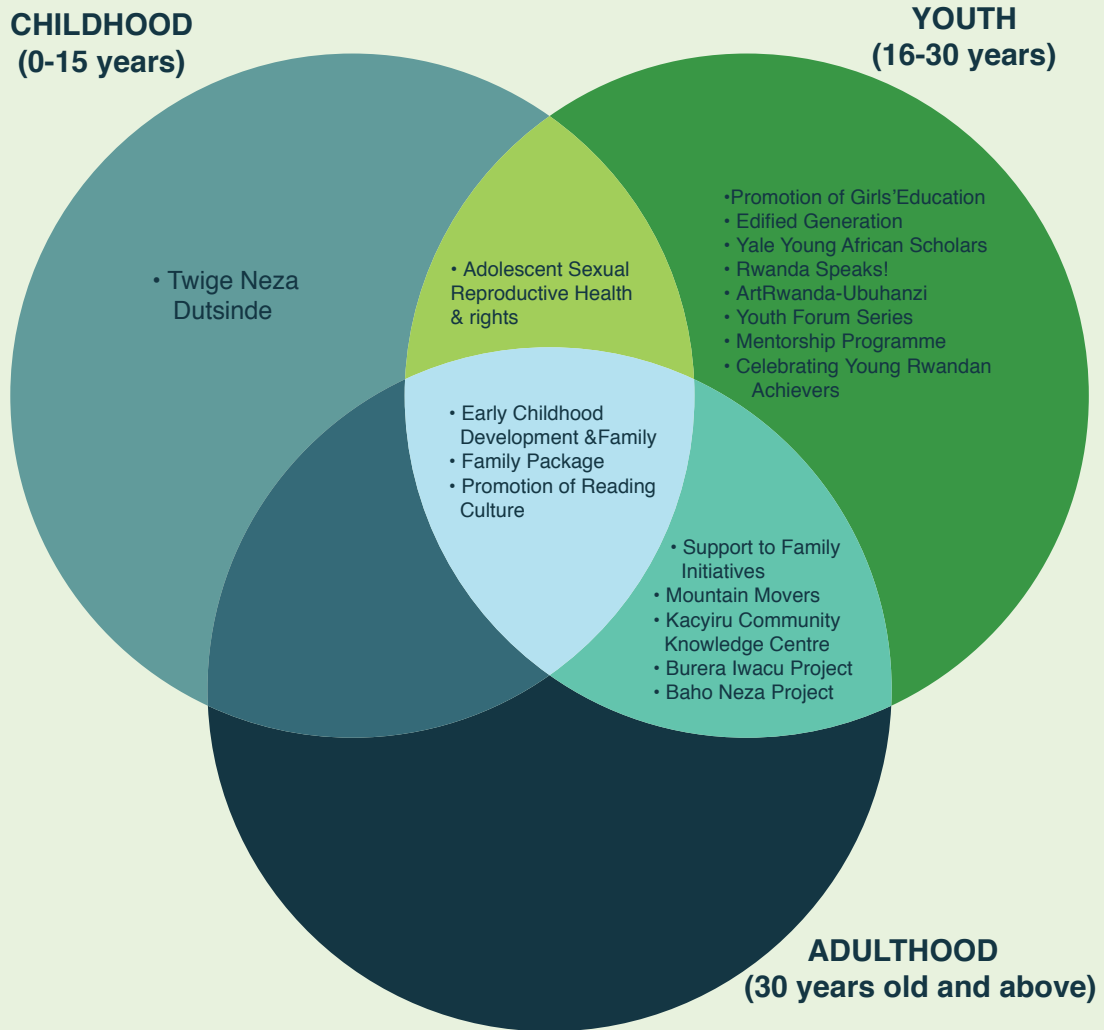 CHILDHOOD
(0-15 years)
YOUTH
(16-30 years)
• Twige Neza
Dutsinde
• Adolescent Sexual
Reproductive Health
& rights
•Promotion of Girls'Education
• Edified Generation
• Yale Young African Scholars
• Rwanda Speaks!
• ArtRwanda-Ubuhanzi
• Youth Forum Series
• Mentorship Programme
• Celebrating Young Rwandan
Achievers
• Early Childhood
Development &Family
• Family Package
• Promotion of Reading
Culture
• Support to Family
Initiatives
• Mountain Movers
• Kacyiru Community
Knowledge Centre
• Burera Iwacu Project
• Baho Neza Project
ADULTHOOD
(30 years old and above)